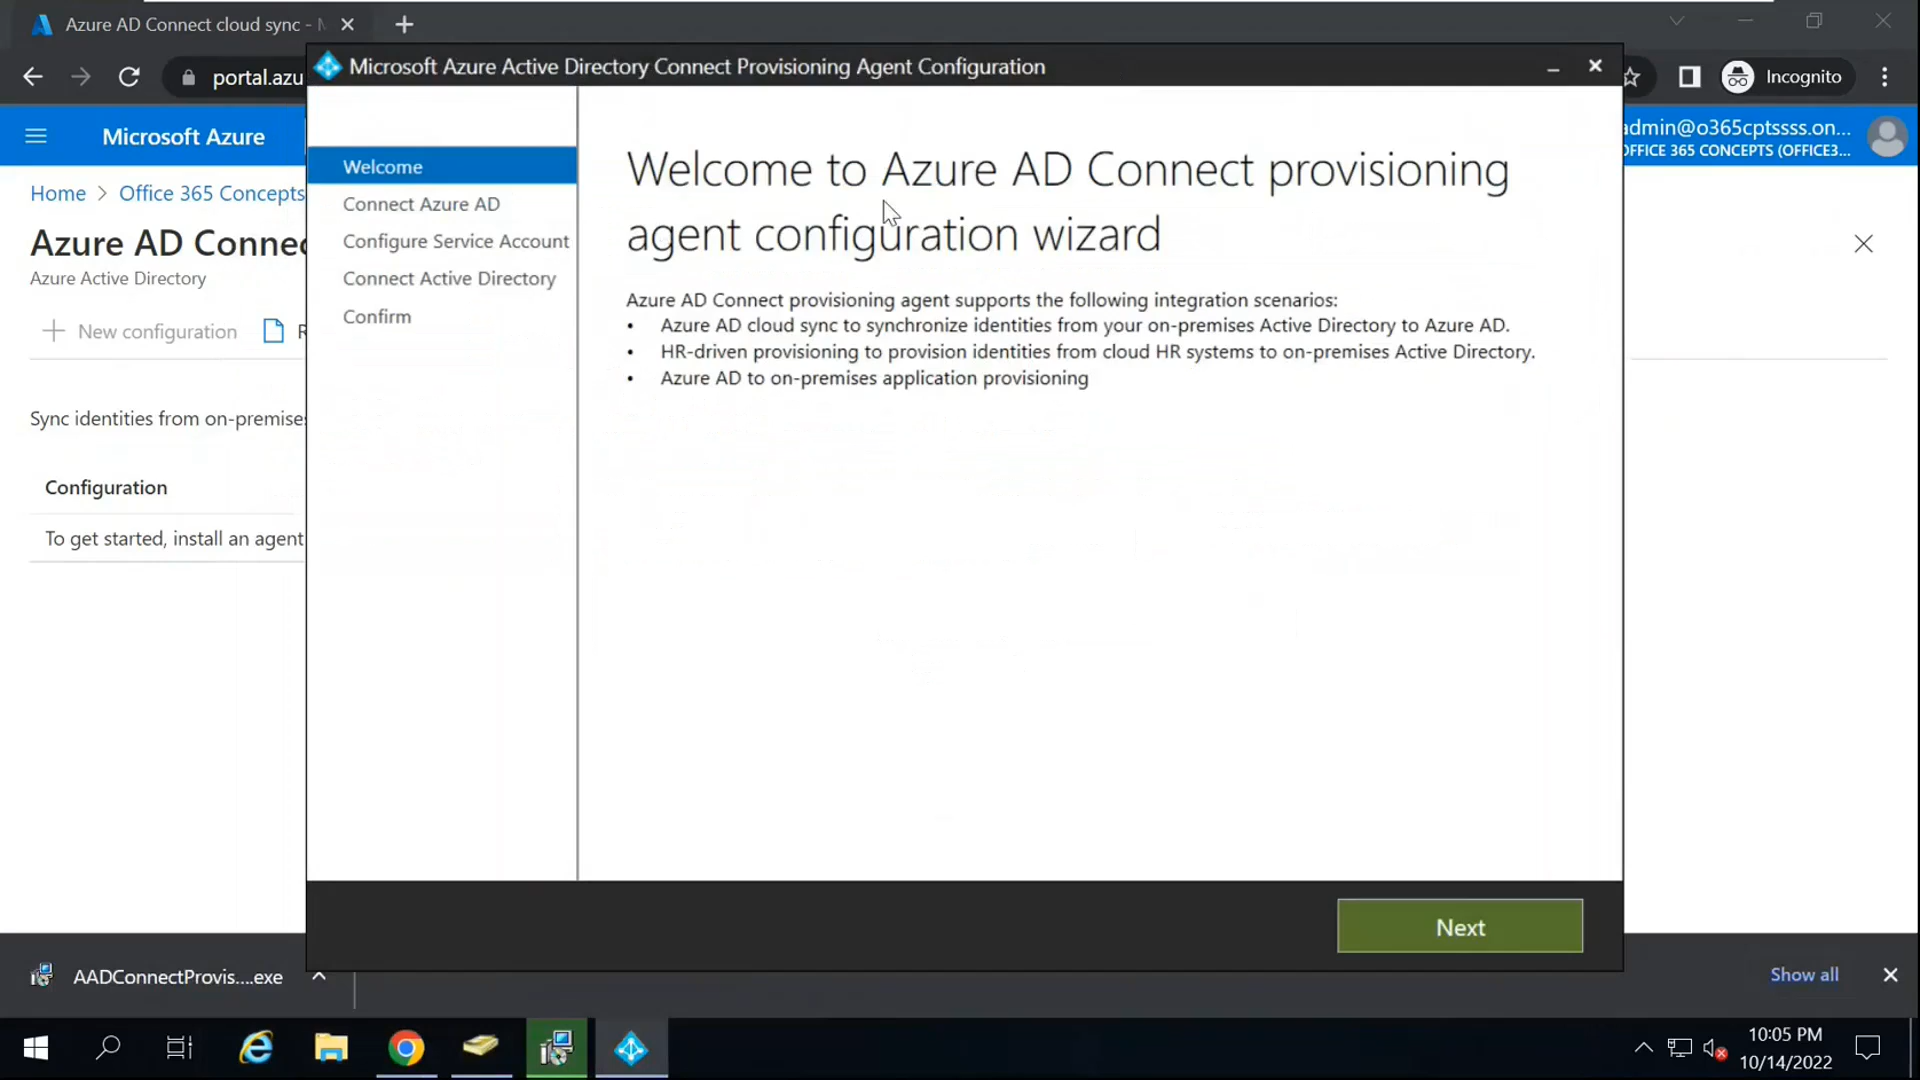 Azure AD Connect cloud sync -
Microsoft Azure Active Directory Connect Provisioning Agent Configuration
portal.azu
Incognito
Microsoft Azure
admin@o365cptssss.on...
OFFICE 365 CONCEPTS (OFFICE3...
Home > Office 365 Concepts
Azure AD Connec
Azure Active Directory
New configuration
Sync identities from on-premises
Configuration
To get started, install an agent
Welcome
Connect Azure AD
Configure Service Account
Connect Active Directory
Confirm
Welcome to Azure AD Connect provisioning
agent configuration wizard
Azure AD Connect provisioning agent supports the following integration scenarios:
• Azure AD cloud sync to synchronize identities from your on-premises Active Directory to Azure AD.
• HR-driven provisioning to provision identities from cloud HR systems to on-premises Active Directory.
• Azure AD to on-premises application provisioning
Next
AADConnectProvis....exe
Show all
10:05 PM
10/14/2022